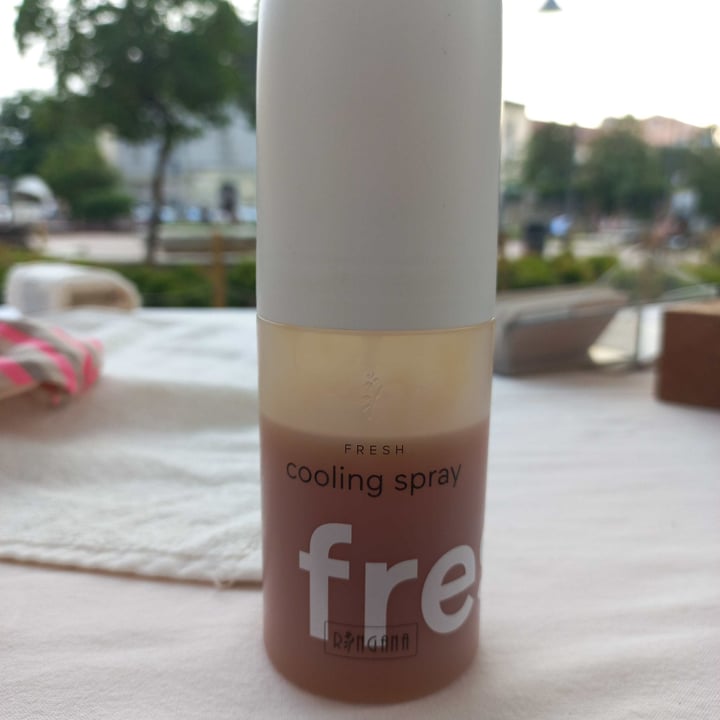 FRESH
cooling spray
fres
RINGANA